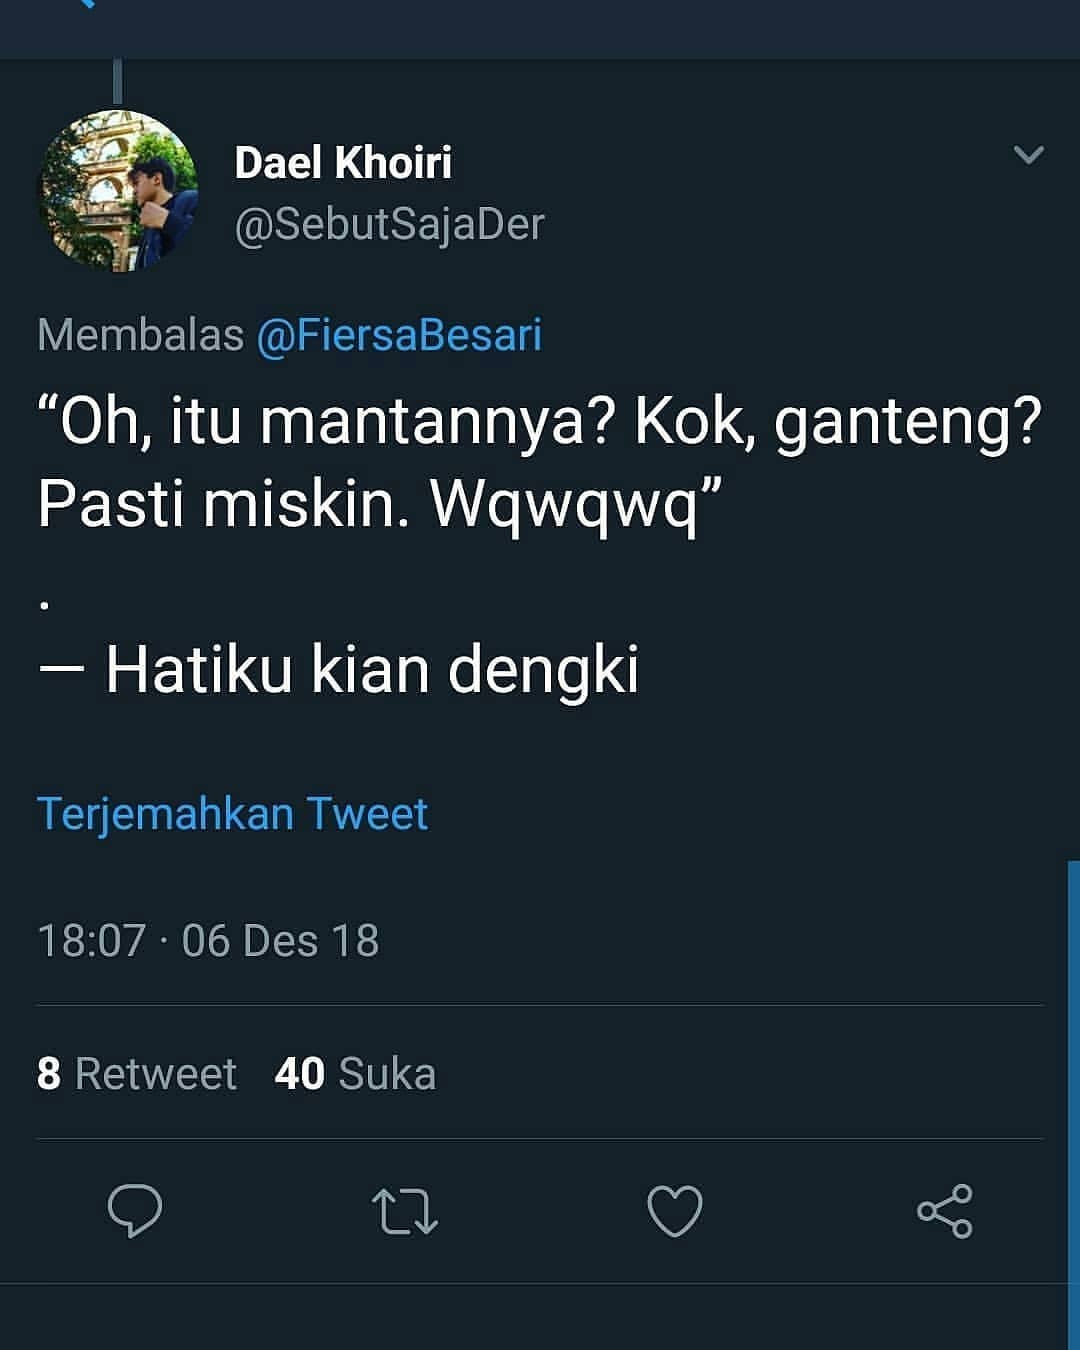 Dael Khoiri
@SebutSajaDer
Membalas @FiersaBesari
“Oh, itu mantannya? Kok, ganteng?
Pasti miskin. Wqwqwq”
.
— Hatiku kian dengki
Terjemahkan Tweet
18:07 · 06 Des 18
8 Retweet 40 Suka